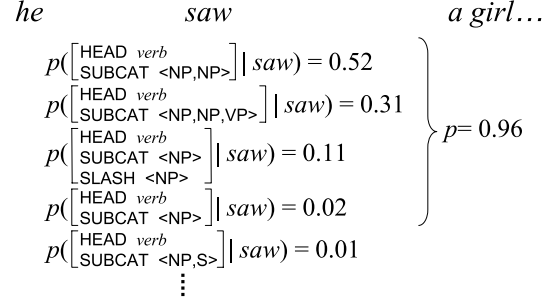 he saw a girl…
p([HEAD verb
SUBCAT <NP,NP>]| saw) = 0.52
p([HEAD verb
SUBCAT <NP,NP,VP>]| saw) = 0.31
p([HEAD verb
SUBCAT <NP>
SLASH <NP>]| saw) = 0.11
p= 0.96
p([HEAD verb
SUBCAT <NP>]| saw) = 0.02
p([HEAD verb
SUBCAT <NP,S>]| saw) = 0.01